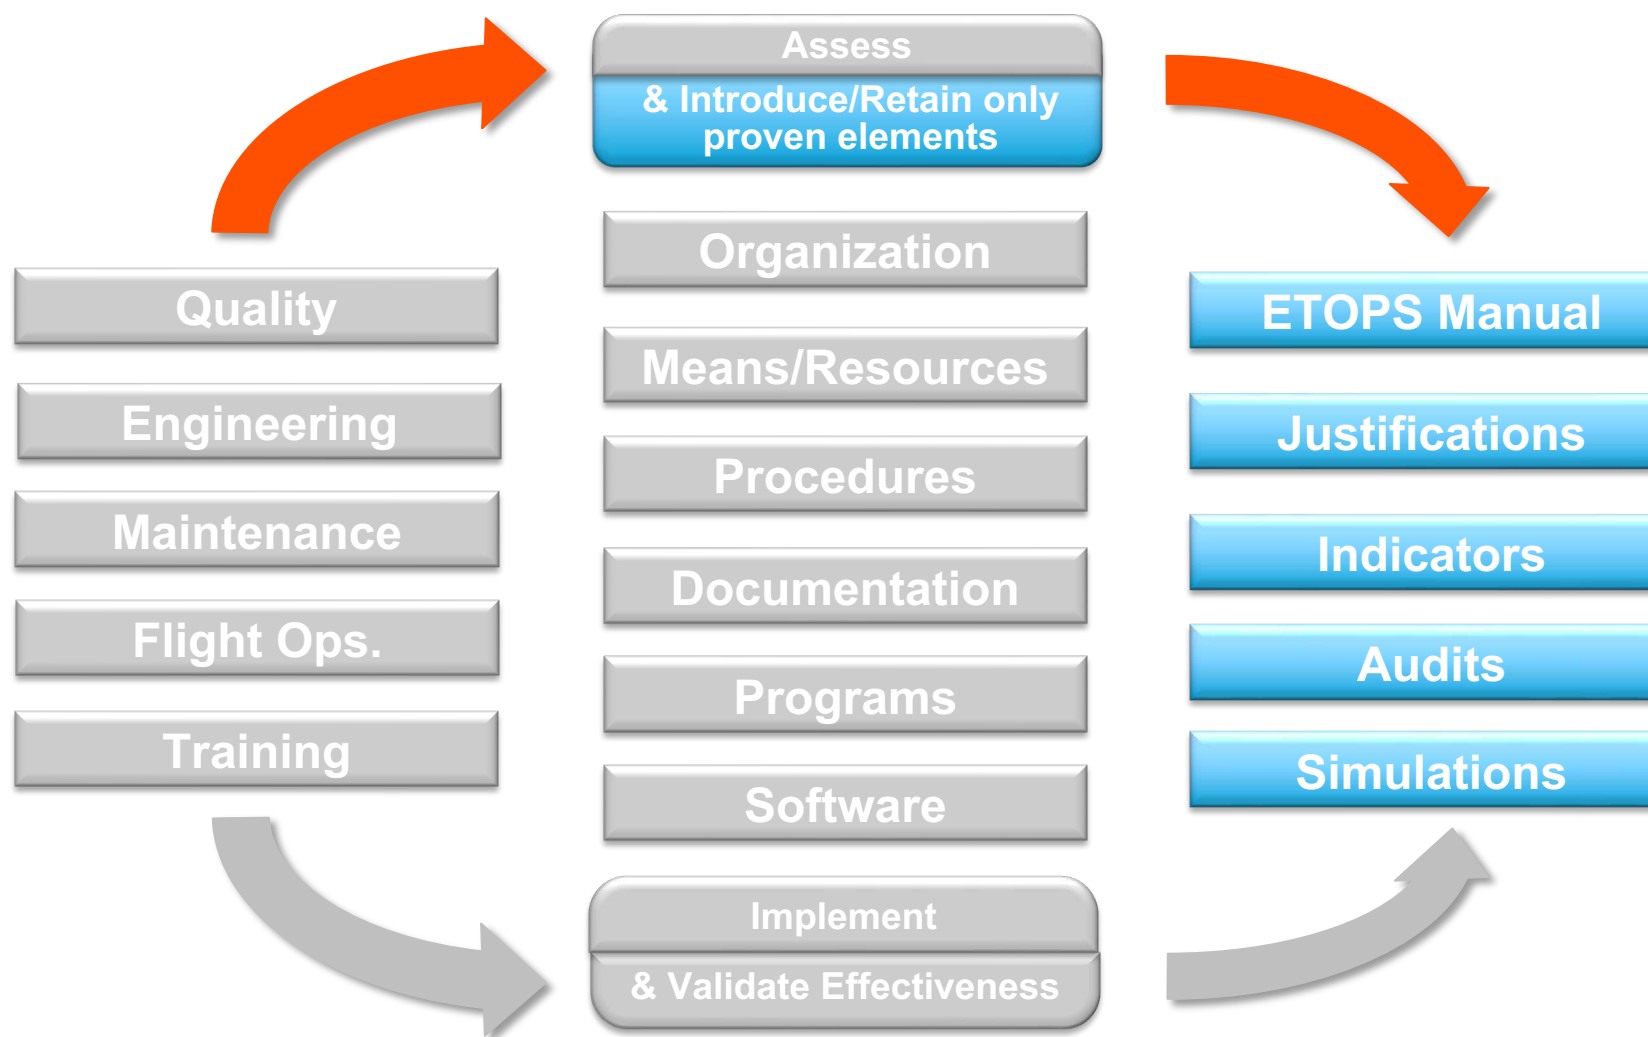 Assess
& Introduce/Retain only
proven elements
Quality
Engineering
Maintenance
Flight Ops.
Training
Organization
Means/Resources
Procedures
Documentation
Programs
Software
ETOPS Manual
Justifications
Indicators
Audits
Simulations
Implement
& Validate Effectiveness